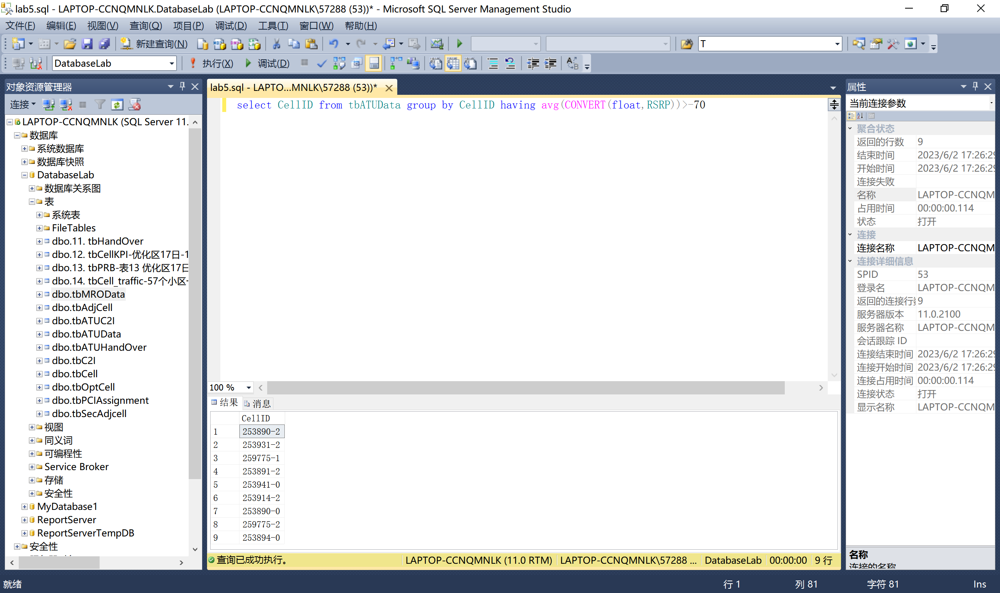 lab5.sql - LAPTOP-CCNQMNLK.DatabaseLab (LAPTOP-CCNQMNLK\57288 (53))* - Microsoft SQL Server Management Studio
文件(F) 编辑(E) 视图(V) 查询(Q) 项目(P) 调试(D) 工具(T) 窗口(W) 帮助(H)
新建查询(N) T
DatabaseLab 执行(X) 调试(D)
对象资源管理器
连接
LAPTOP-CCNQMNLK (SQL Server 11.
数据库
系统数据库
数据库快照
DatabaseLab
数据库关系图
表
系统表
FileTables
dbo.11. tbHandOver
dbo.12. tbCellKPI-优化区17日-1
dbo.13. tbPRB-表13 优化区17日
dbo.14. tbCell_traffic-57个小区-
dbo.tbMROData
dbo.tbAdjCell
dbo.tbATUC2I
dbo.tbATUData
dbo.tbATUHandOver
dbo.tbC2I
dbo.tbCell
dbo.tbOptCell
dbo.tbPCIAssignment
dbo.tbSecAdjcell
视图
同义词
可编程性
Service Broker
存储
安全性
MyDatabase1
ReportServer
ReportServerTempDB
安全性
lab5.sql - LAPTO...MNLK\57288 (53))*
select CellID from tbATUData group by CellID having avg(CONVERT(float,RSRP))>-70
100 %
结果 消息
CellID
1 253890-2
2 253931-2
3 259775-1
4 253891-2
5 253941-0
6 253914-2
7 253890-0
8 259775-2
9 253894-0
查询已成功执行。 LAPTOP-CCNQMNLK (11.0 RTM) LAPTOP-CCNQMNLK\57288 ... DatabaseLab 00:00:00 9 行
属性
当前连接参数
聚合状态
返回的行数 9
结束时间 2023/6/2 17:26:29
开始时间 2023/6/2 17:26:29
连接失败
名称 LAPTOP-CCNQM
占用时间 00:00:00.114
状态 打开
连接
连接名称 LAPTOP-CCNQM
连接详细信息
SPID 53
登录名 LAPTOP-CCNQM
返回的连接行数 9
服务器版本 11.0.2100
服务器名称 LAPTOP-CCNQM
会话跟踪 ID
连接结束时间 2023/6/2 17:26:29
连接开始时间 2023/6/2 17:26:29
连接占用时间 00:00:00.114
连接状态 打开
显示名称 LAPTOP-CCNQM
名称
连接的名称
就绪 行 1 列 81 字符 81 Ins